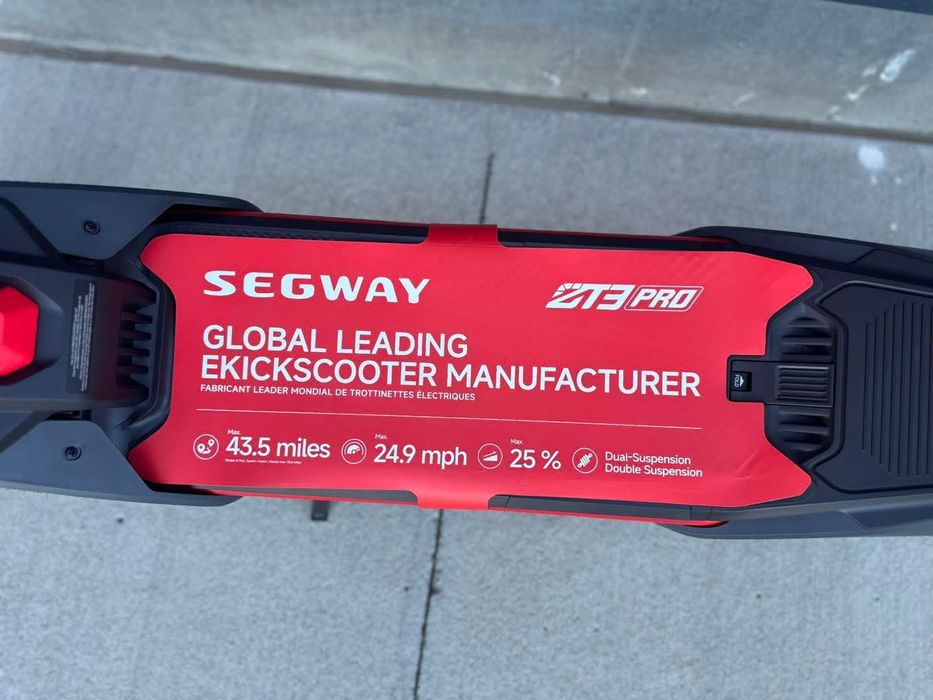 SEGWAY
ZT3 PRO
GLOBAL LEADING
EKICKSCOOTER MANUFACTURER
FABRICANT LEADER MONDIAL DE TROTTINETTES ÉLECTRIQUES
Max.
43.5 miles
Max.
24.9 mph
Max.
25 %
Dual-Suspension
Double Suspension
FOLD